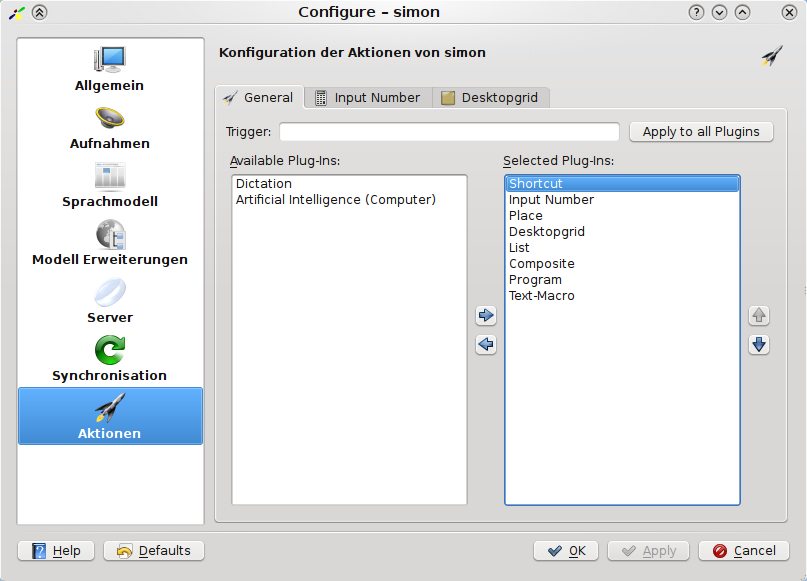 Configure – simon
Konfiguration der Aktionen von simon
Allgemein
Aufnahmen
Sprachmodell
Modell Erweiterungen
Server
Synchronisation
Aktionen
General
Input Number
Desktopgrid
Trigger:
Apply to all Plugins
Available Plug-Ins:
Dictation
Artificial Intelligence (Computer)
Selected Plug-Ins:
Shortcut
Input Number
Place
Desktopgrid
List
Composite
Program
Text-Macro
Help
Defaults
OK
Apply
Cancel